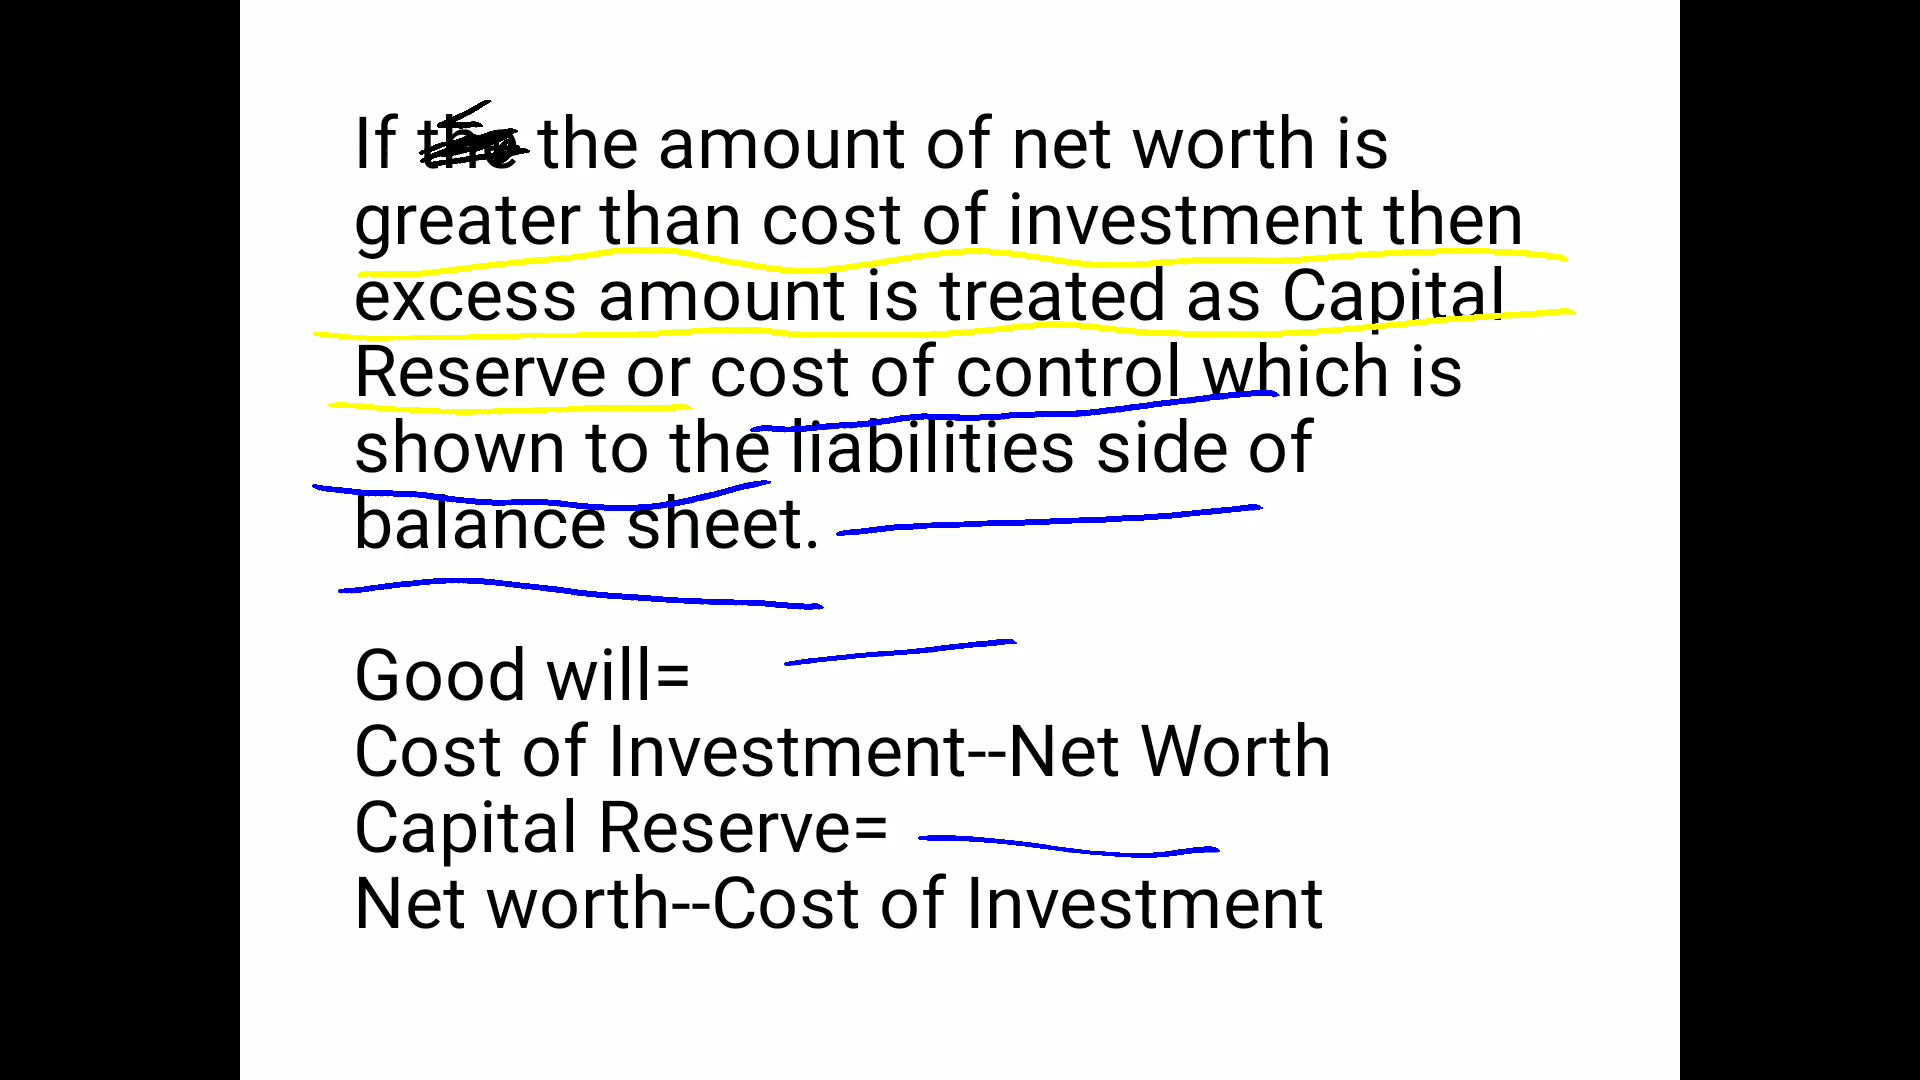 If the the amount of net worth is
greater than cost of investment then
excess amount is treated as Capital
Reserve or cost of control which is
shown to the liabilities side of
balance sheet.
Good will=
Cost of Investment--Net Worth
Capital Reserve=
Net worth--Cost of Investment